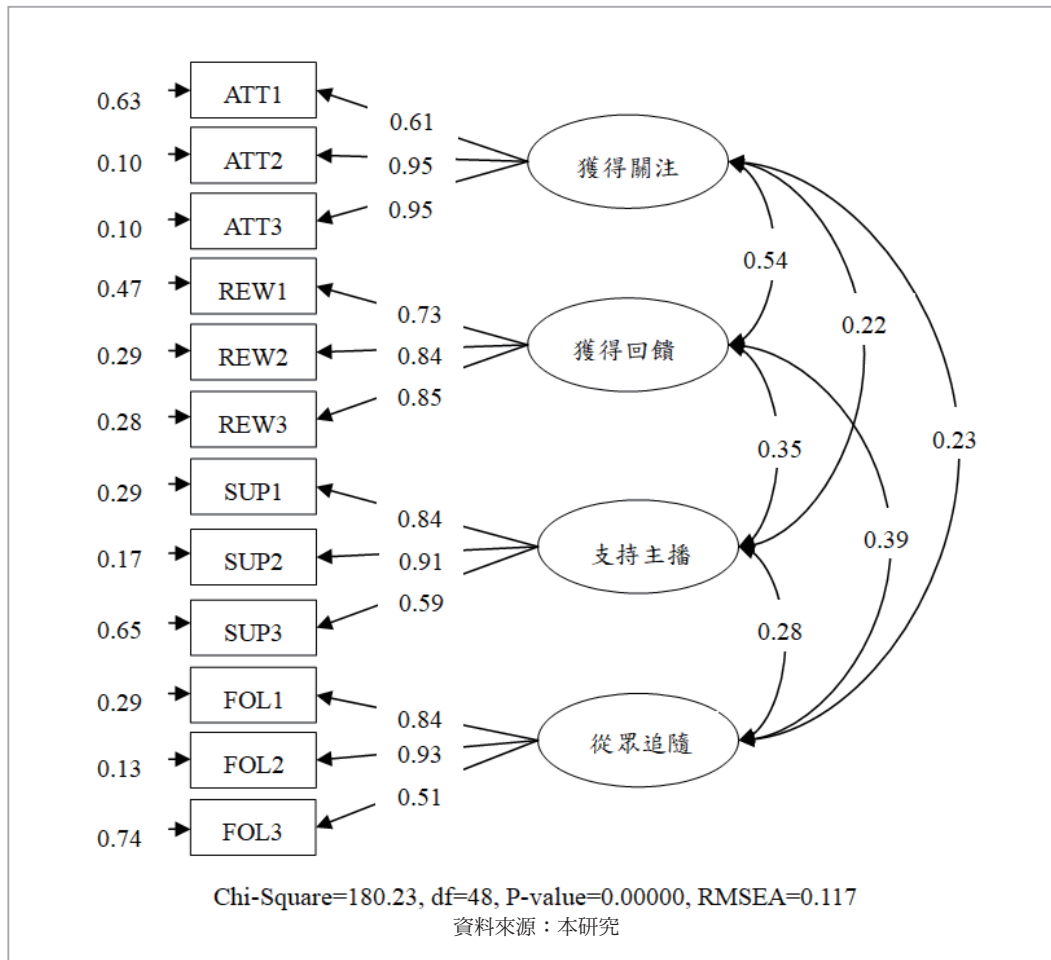 0.63 ATT1
0.61
0.10 ATT2
0.95
獲得關注
0.10 ATT3
0.95
0.54
0.47 REW1
0.73
0.22
0.29 REW2
0.84
獲得回饋
0.28 REW3
0.85
0.35
0.23
0.29 SUP1
0.84
0.17 SUP2
0.91
支持主播
0.39
0.65 SUP3
0.59
0.28
0.29 FOL1
0.84
0.13 FOL2
0.93
從眾追隨
0.74 FOL3
0.51
Chi-Square=180.23, df=48, P-value=0.00000, RMSEA=0.117
資料來源：本研究